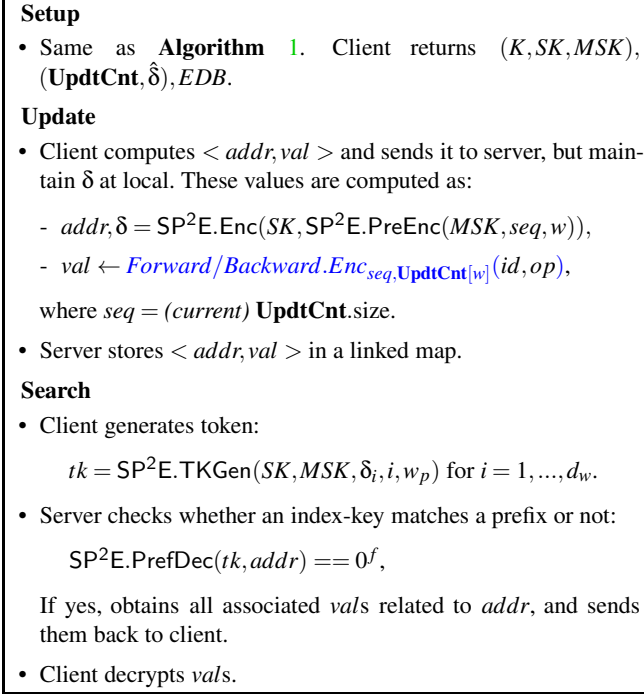 Setup
• Same as Algorithm 1. Client returns (K,SK,MSK),
(UpdtCnt,δ̂),EDB.
Update
• Client computes < addr,val > and sends it to server, but main-
tain δ at local. These values are computed as:
- addr,δ = SP²E.Enc(SK,SP²E.PreEnc(MSK,seq,w)),
- val ← Forward/Backward.Enc_{seq,UpdtCnt[w]}(id,op),
where seq = (current) UpdtCnt.size.
• Server stores < addr,val > in a linked map.
Search
• Client generates token:
tk = SP²E.TKGen(SK,MSK,δ_i,i,w_p) for i = 1,...,d_w.
• Server checks whether an index-key matches a prefix or not:
SP²E.PrefDec(tk,addr) == 0^f,
If yes, obtains all associated vals related to addr, and sends
them back to client.
• Client decrypts vals.